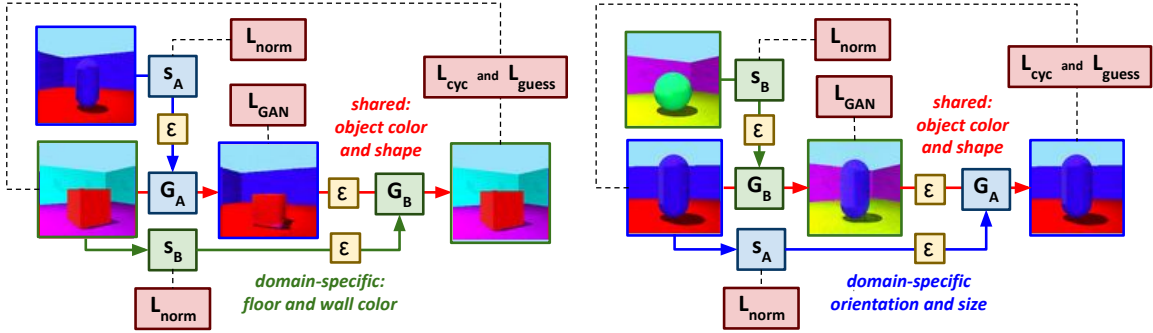 L_norm
s_A
L_cyc and L_guess
L_GAN
ε
shared:
object color
and shape
G_A
ε
G_B
s_B
ε
domain-specific:
floor and wall color
L_norm
L_norm
s_B
L_cyc and L_guess
L_GAN
ε
shared:
object color
and shape
G_B
ε
G_A
s_A
ε
domain-specific
orientation and size
L_norm